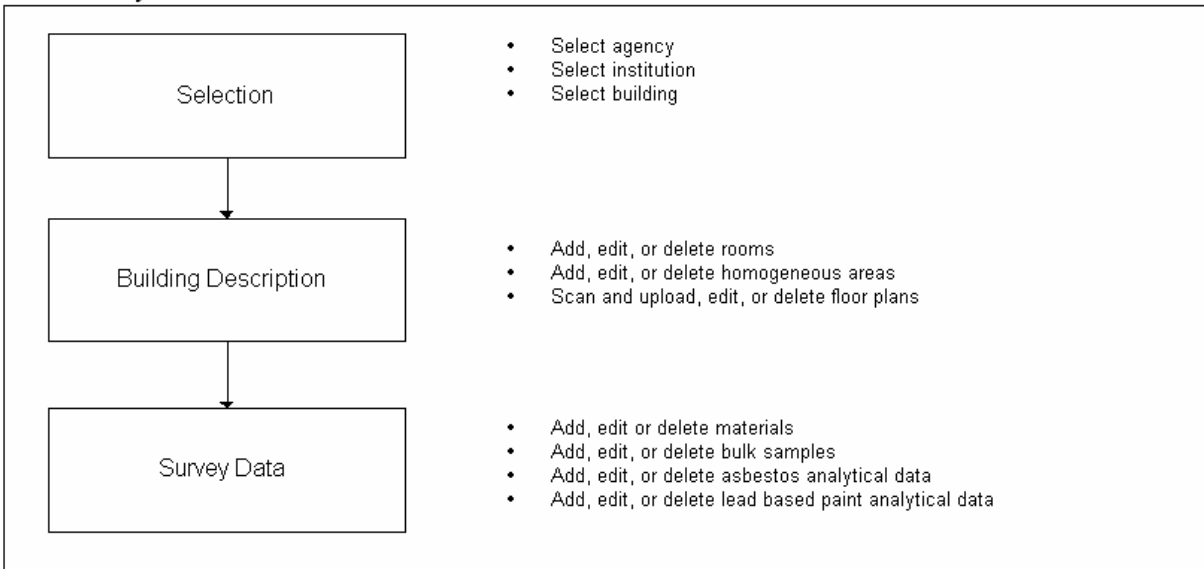 Selection
• Select agency
• Select institution
• Select building
Building Description
• Add, edit, or delete rooms
• Add, edit, or delete homogeneous areas
• Scan and upload, edit, or delete floor plans
Survey Data
• Add, edit or delete materials
• Add, edit, or delete bulk samples
• Add, edit, or delete asbestos analytical data
• Add, edit, or delete lead based paint analytical data